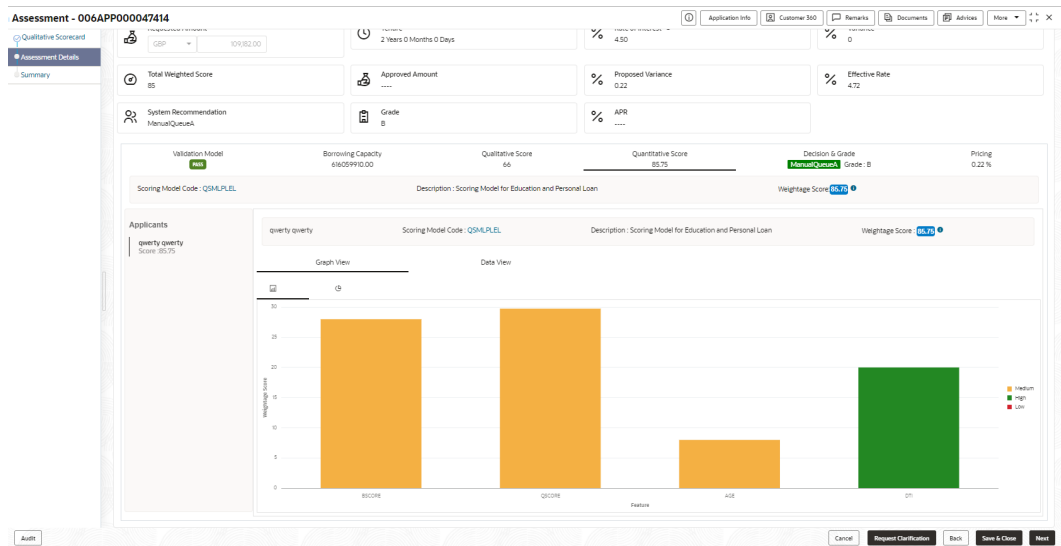 Assessment - 006APP000047414
Application Info
Customer 360
Remarks
Documents
Advices
More
Qualitative Scorecard
Assessment Details
Summary
Requested Amount
GBP
109,182.00
Tenure
2 Years 0 Months 0 Days
Rate of Interest
4.50
Variance
0
Total Weighted Score
85
Approved Amount
----
Proposed Variance
0.22
Effective Rate
4.72
System Recommendation
ManualQueueA
Grade
B
APR
----
Validation Model
PASS
Borrowing Capacity
616059910.00
Qualitative Score
66
Quantitative Score
85.75
Decision & Grade
ManualQueueA Grade : B
Pricing
0.22 %
Scoring Model Code : QSMLPLEL
Description : Scoring Model for Education and Personal Loan
Weightage Score 85.75
Applicants
qwerty qwerty
Score :85.75
qwerty qwerty
Scoring Model Code : QSMLPLEL
Description : Scoring Model for Education and Personal Loan
Weightage Score : 85.75
Graph View
Data View
30
25
20
15
10
5
0
Weightage Score
BSCORE
QSCORE
AGE
DTI
Feature
Medium
High
Low
Audit
Cancel
Request Clarification
Back
Save & Close
Next